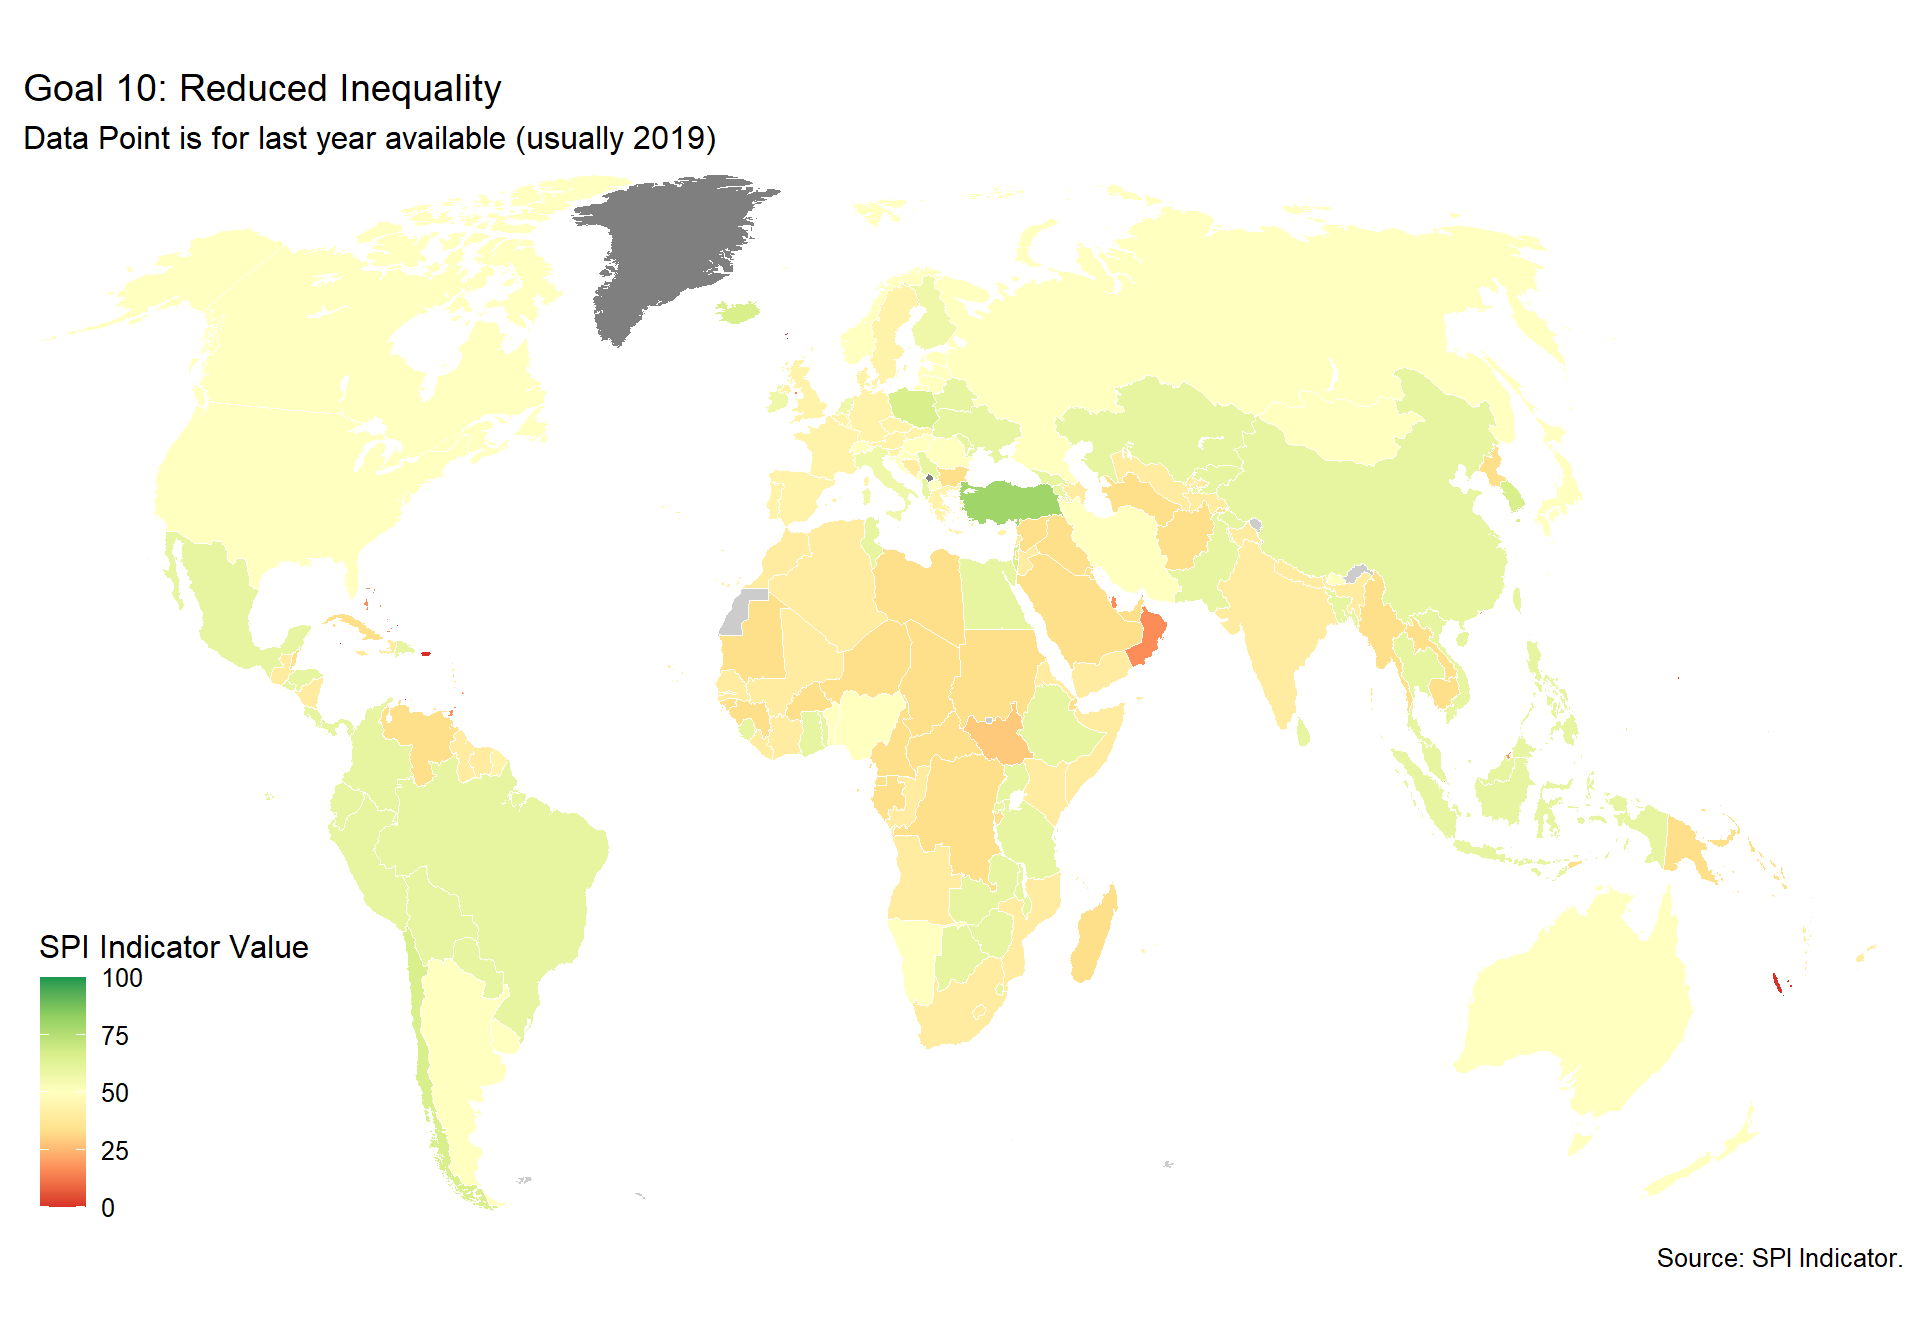 Goal 10: Reduced Inequality
Data Point is for last year available (usually 2019)
SPI Indicator Value
100
75
50
25
0
Source: SPI Indicator.